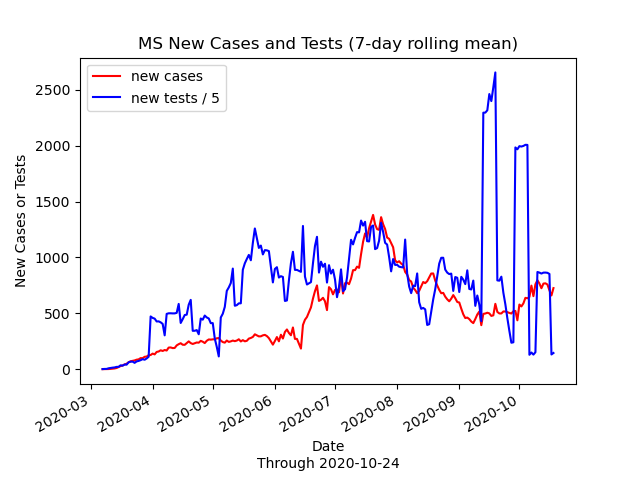 MS New Cases and Tests (7-day rolling mean)
new cases
new tests / 5
New Cases or Tests
2500
2000
1500
1000
500
0
2020-03
2020-04
2020-05
2020-06
2020-07
2020-08
2020-09
2020-10
Date
Through 2020-10-24